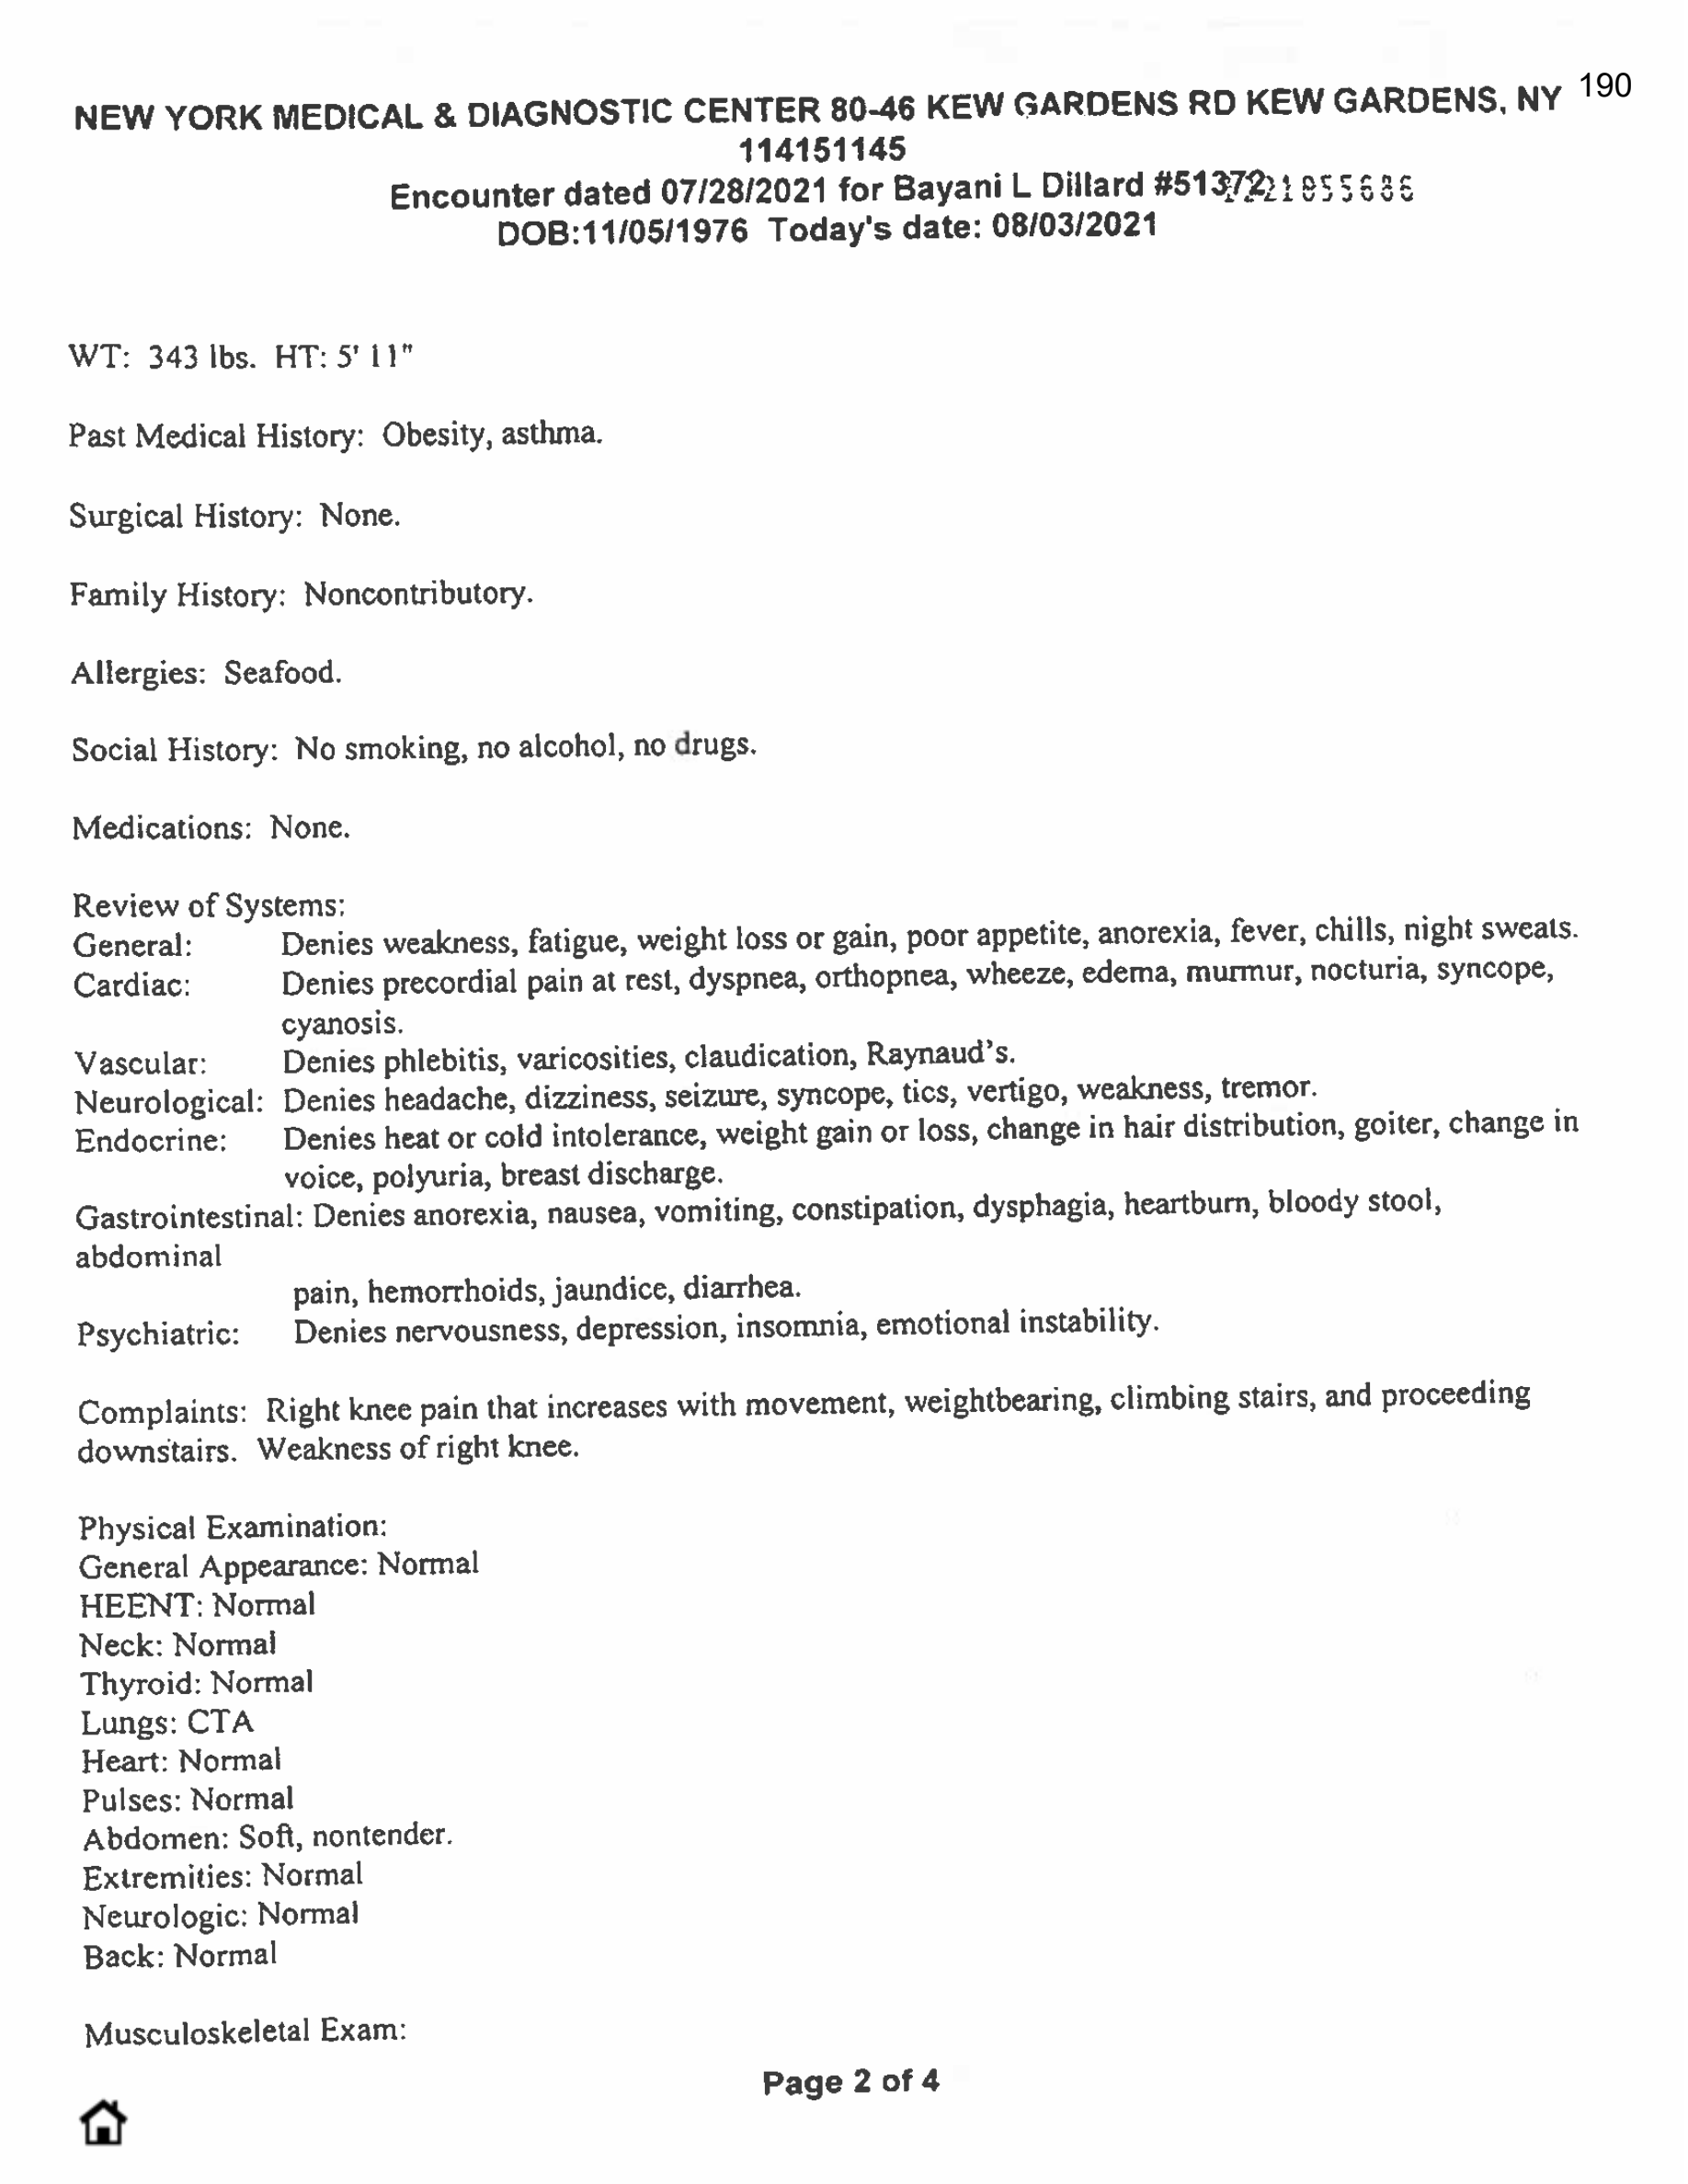 190
NEW YORK MEDICAL & DIAGNOSTIC CENTER 80-46 KEW GARDENS RD KEW GARDENS, NY
114151145
Encounter dated 07/28/2021 for Bayani L Dillard #51372
DOB:11/05/1976 Today's date: 08/03/2021
WT: 343 lbs. HT: 5' 11"
Past Medical History: Obesity, asthma.
Surgical History: None.
Family History: Noncontributory.
Allergies: Seafood.
Social History: No smoking, no alcohol, no drugs.
Medications: None.
Review of Systems:
General: Denies weakness, fatigue, weight loss or gain, poor appetite, anorexia, fever, chills, night sweats.
Cardiac: Denies precordial pain at rest, dyspnea, orthopnea, wheeze, edema, murmur, nocturia, syncope,
cyanosis.
Vascular: Denies phlebitis, varicosities, claudication, Raynaud's.
Neurological: Denies headache, dizziness, seizure, syncope, tics, vertigo, weakness, tremor.
Endocrine: Denies heat or cold intolerance, weight gain or loss, change in hair distribution, goiter, change in
voice, polyuria, breast discharge.
Gastrointestinal: Denies anorexia, nausea, vomiting, constipation, dysphagia, heartburn, bloody stool,
abdominal
pain, hemorrhoids, jaundice, diarrhea.
Psychiatric: Denies nervousness, depression, insomnia, emotional instability.
Complaints: Right knee pain that increases with movement, weightbearing, climbing stairs, and proceeding
downstairs. Weakness of right knee.
Physical Examination:
General Appearance: Normal
HEENT: Normal
Neck: Normal
Thyroid: Normal
Lungs: CTA
Heart: Normal
Pulses: Normal
Abdomen: Soft, nontender.
Extremities: Normal
Neurologic: Normal
Back: Normal
Musculoskeletal Exam:
Page 2 of 4